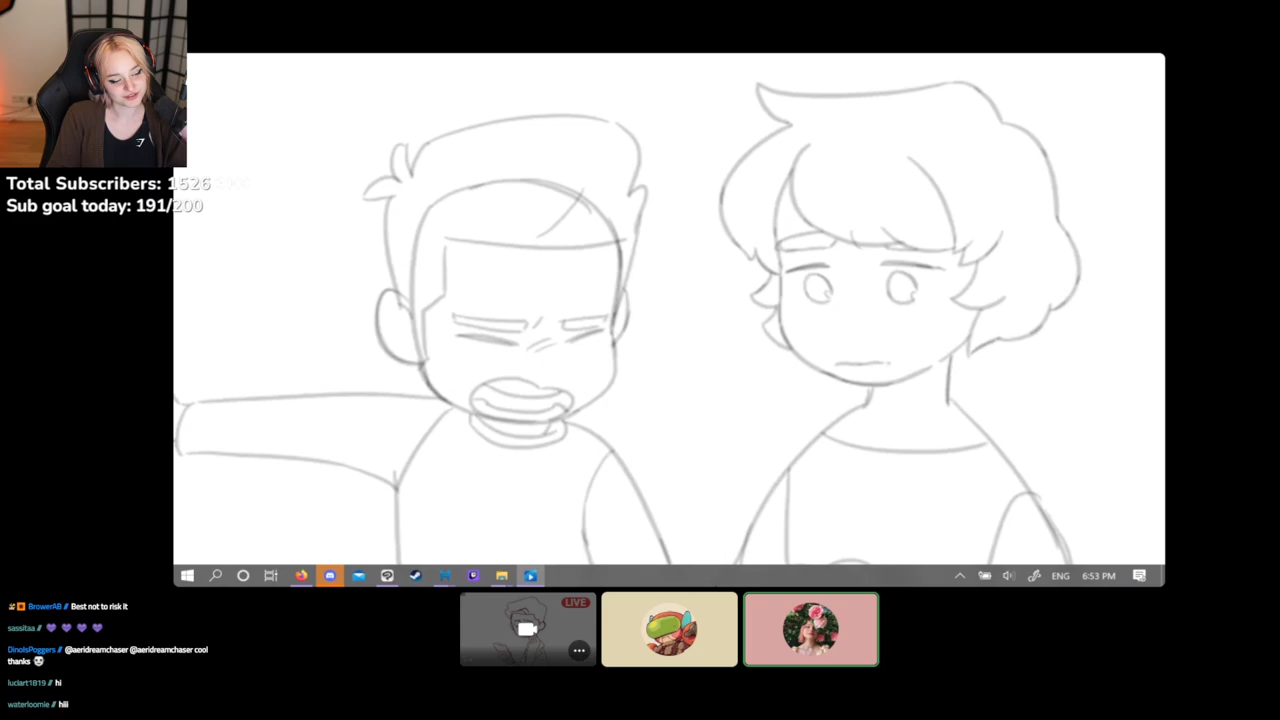 Total Subscribers: 1526
Sub goal today: 191/200
ENG 6:53 PM
LIVE
BrowerAB // Best not to risk it
sassitaa //
DinoIsPoggers // @aeridreamchaser @aeridreamchaser cool
thanks
luciart1819 // hi
waterloomie // hiii